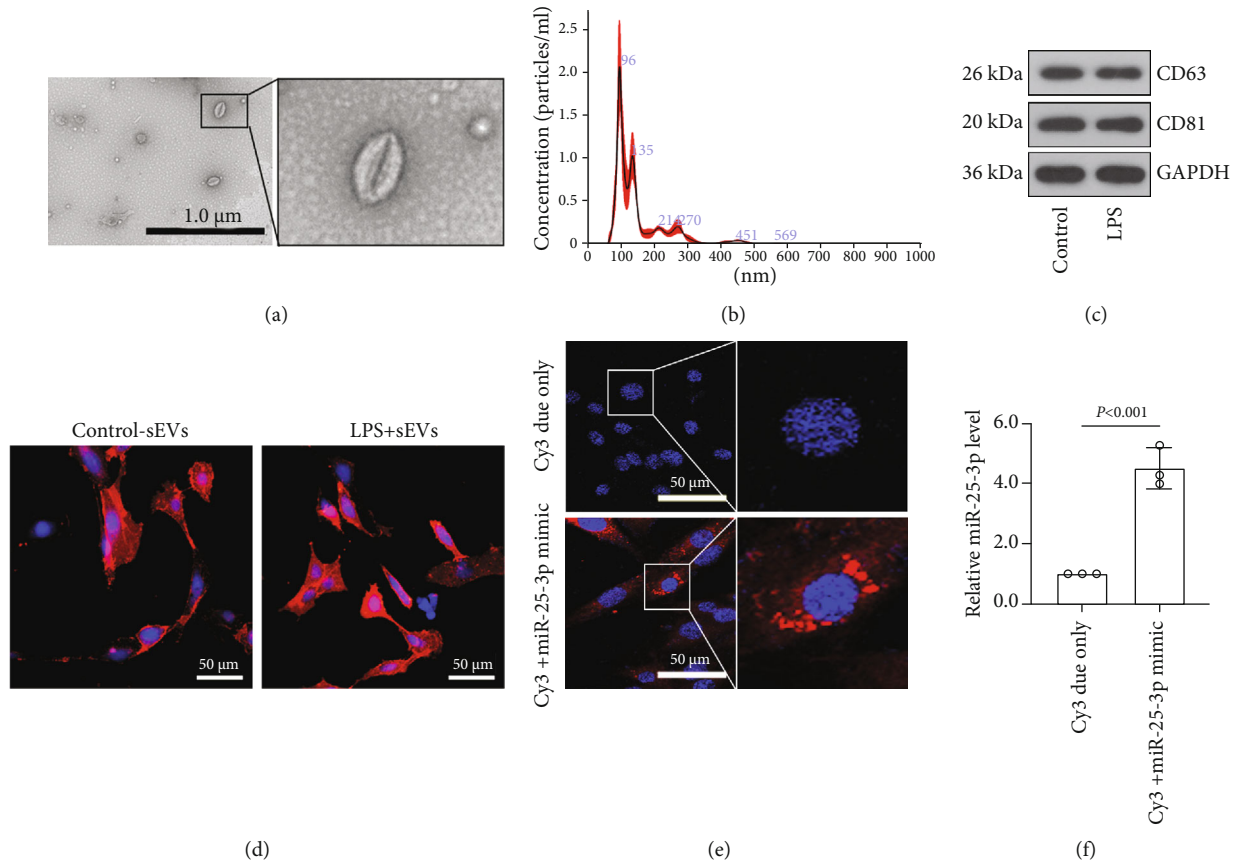 1.0 µm
(a)
Concentration (particles/ml)
2.5
2.0
1.5
1.0
0.5
0
96
135
214
270
451
569
0 100 200 300 400 500 600 700 800 900 1000
(nm)
(b)
26 kDa CD63
20 kDa CD81
36 kDa GAPDH
Control LPS
(c)
Control-sEVs LPS+sEVs
50 µm 50 µm
(d)
Cy3 due only
50 µm
Cy3 +miR-25-3p mimic
50 µm
(e)
Relative miR-25-3p level
P<0.001
6.0
4.0
2.0
0.0
Cy3 due only
Cy3 +miR-25-3p mimic
(f)